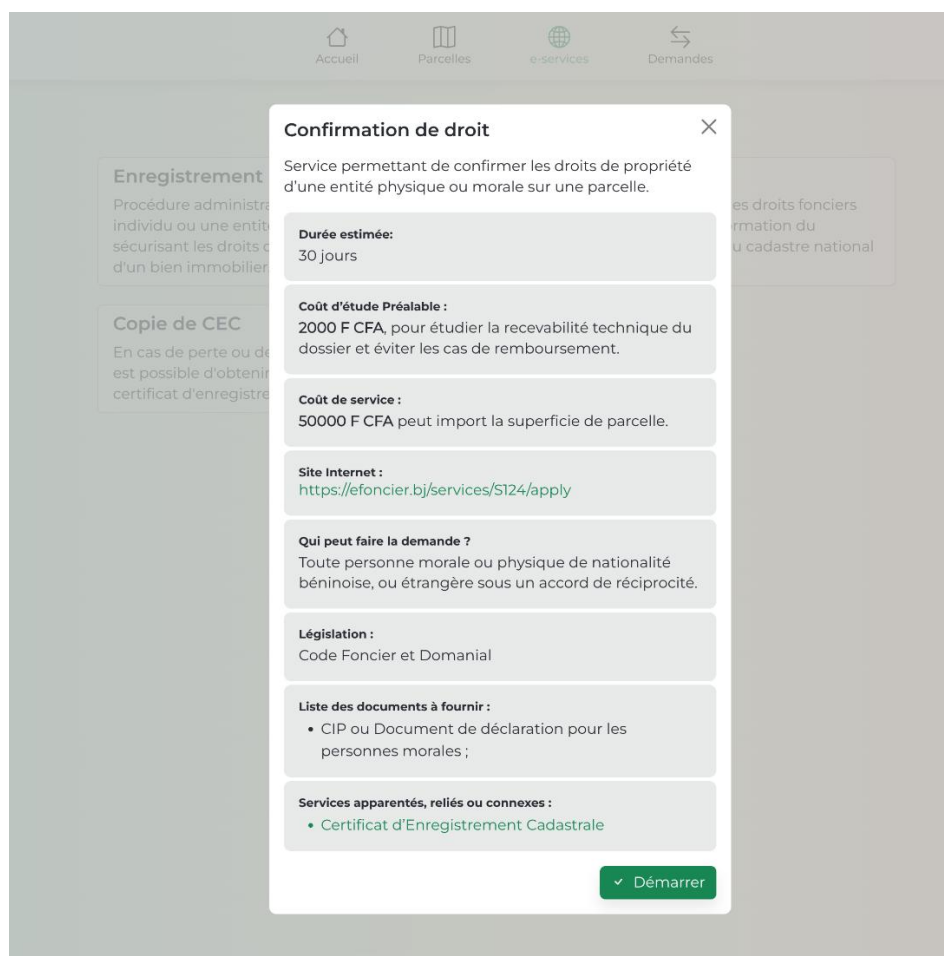 Accueil
Parcelles
e-services
Demandes
Confirmation de droit
Service permettant de confirmer les droits de propriété
d'une entité physique ou morale sur une parcelle.
Durée estimée:
30 jours
Coût d'étude Préalable :
2000 F CFA, pour étudier la recevabilité technique du
dossier et éviter les cas de remboursement.
Coût de service :
50000 F CFA peut import la superficie de parcelle.
Site Internet :
https://efoncier.bj/services/S124/apply
Qui peut faire la demande ?
Toute personne morale ou physique de nationalité
béninoise, ou étrangère sous un accord de réciprocité.
Législation :
Code Foncier et Domanial
Liste des documents à fournir :
• CIP ou Document de déclaration pour les
personnes morales ;
Services apparentés, reliés ou connexes :
• Certificat d'Enregistrement Cadastrale
Démarrer
Enregistrement
Procédure administra
individu ou une entit
sécurisant les droits
d'un bien immobilier
es droits fonciers
rmation du
u cadastre national
Copie de CEC
En cas de perte ou de
est possible d'obtenir
certificat d'enregistre